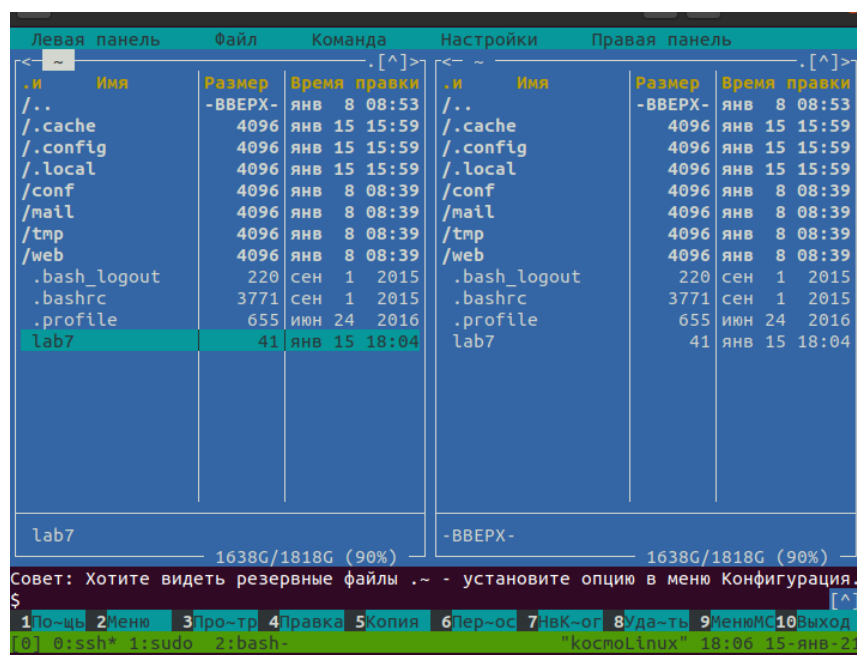 Левая панель Файл Команда Настройки Правая панель
<— ~ .[^]> <— ~ .[^]>
.и Имя Размер Время правки .и Имя Размер Время правки
/.. -ВВЕРХ- янв 8 08:53 /.. -ВВЕРХ- янв 8 08:53
/.cache 4096 янв 15 15:59 /.cache 4096 янв 15 15:59
/.config 4096 янв 15 15:59 /.config 4096 янв 15 15:59
/.local 4096 янв 15 15:59 /.local 4096 янв 15 15:59
/conf 4096 янв 8 08:39 /conf 4096 янв 8 08:39
/mail 4096 янв 8 08:39 /mail 4096 янв 8 08:39
/tmp 4096 янв 8 08:39 /tmp 4096 янв 8 08:39
/web 4096 янв 8 08:39 /web 4096 янв 8 08:39
.bash_logout 220 сен 1 2015 .bash_logout 220 сен 1 2015
.bashrc 3771 сен 1 2015 .bashrc 3771 сен 1 2015
.profile 655 июн 24 2016 .profile 655 июн 24 2016
lab7 41 янв 15 18:04 lab7 41 янв 15 18:04
lab7 -ВВЕРХ-
1638G/1818G (90%) 1638G/1818G (90%)
Совет: Хотите видеть резервные файлы .~ - установите опцию в меню Конфигурация.
$ [^]
1По~щь 2Меню 3Про~тр 4Правка 5Копия 6Пер~ос 7НвК~ог 8Уда~ть 9МенюМС 10Выход
[0] 0:ssh* 1:sudo 2:bash- "kocmoLinux" 18:06 15-янв-21